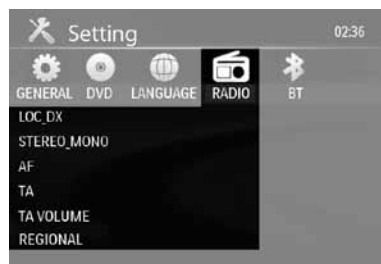 Setting 02:36
GENERAL DVD LANGUAGE RADIO BT
LOC_DX
STEREO_MONO
AF
TA
TA VOLUME
REGIONAL